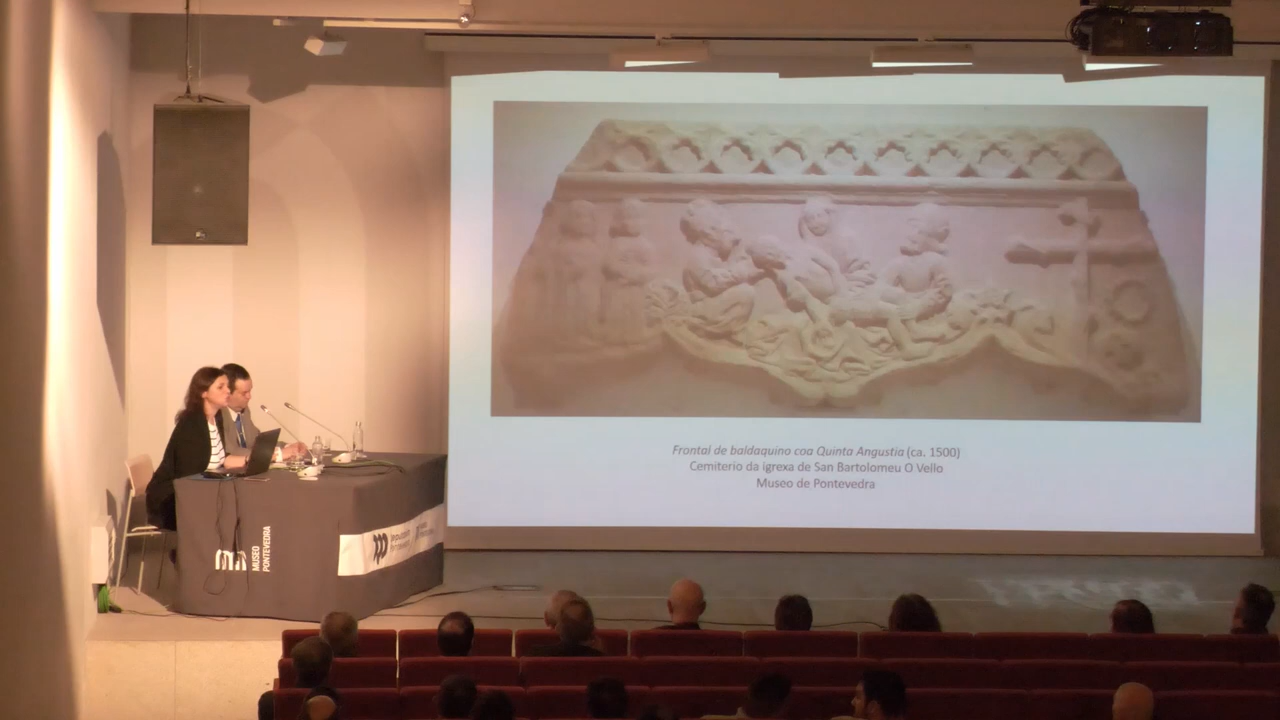 Frontal de baldaquino coa Quinta Angustia (ca. 1500)
Cemiterio da igrexa de San Bartolomeu O Vello
Museo de Pontevedra
MUSEO
PONTEVEDRA